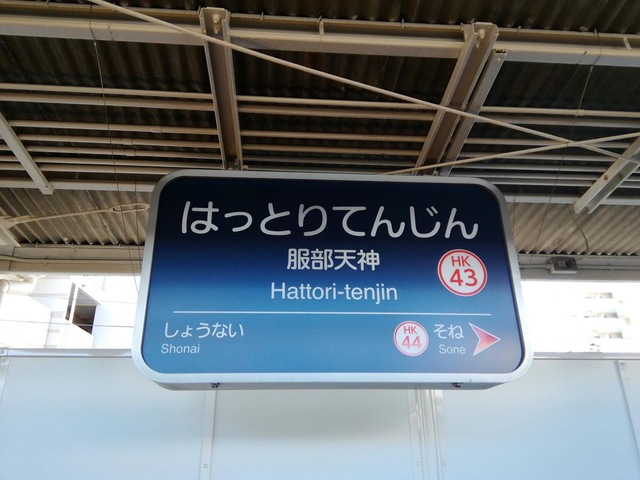 はっとりてんじん
服部天神
Hattori-tenjin
HK
43
しょうない
Shonai
HK
44
そね
Sone